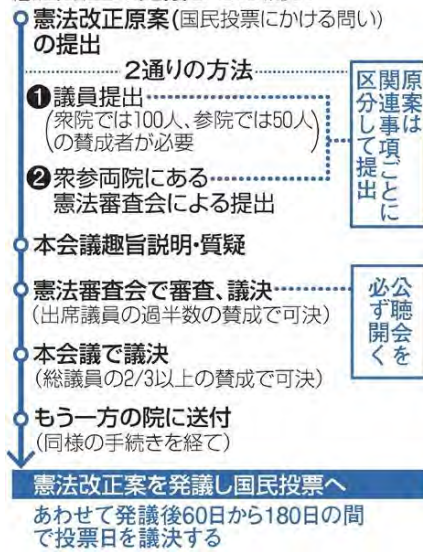 憲法改正原案(国民投票にかける問い)
の提出
2通りの方法
❶議員提出
(衆院では100人、参院では50人
の賛成者が必要)
❷衆参両院にある
憲法審査会による提出
原案は
関連事項ごとに
区分して提出
本会議趣旨説明・質疑
憲法審査会で審査、議決
(出席議員の過半数の賛成で可決)
公聴会を
必ず開く
本会議で議決
(総議員の2/3以上の賛成で可決)
もう一方の院に送付
(同様の手続きを経て)
憲法改正案を発議し国民投票へ
あわせて発議後60日から180日の間
で投票日を議決する